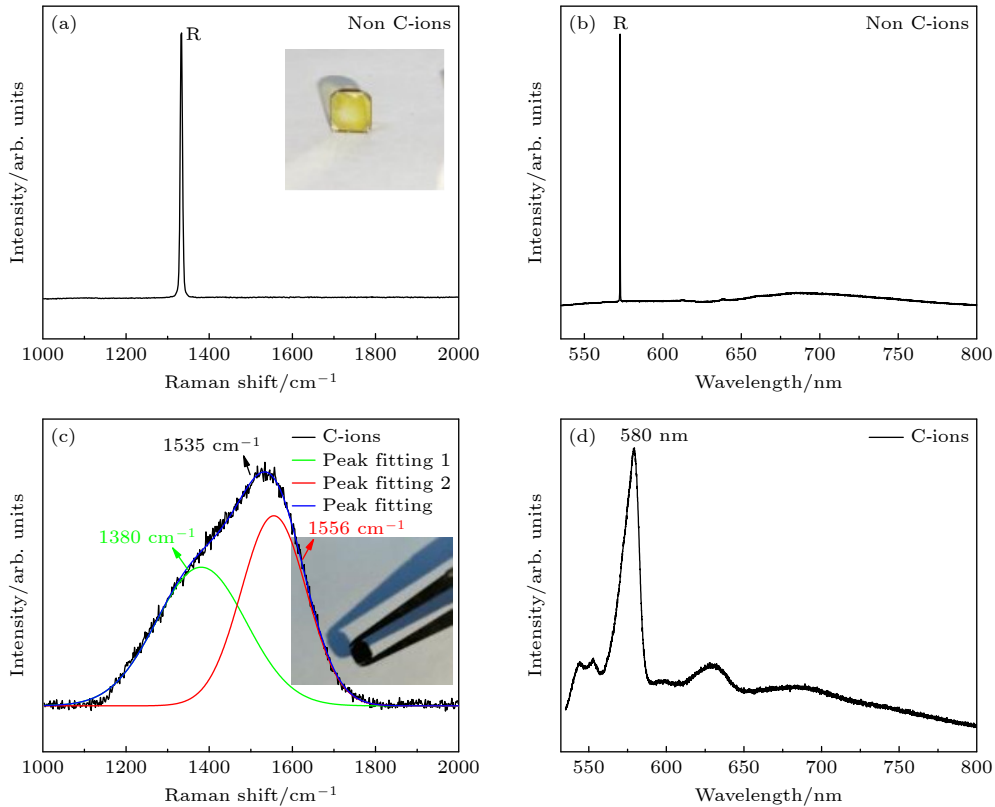 (a)
R
Non C-ions
Intensity/arb. units
1000 1200 1400 1600 1800 2000
Raman shift/cm⁻¹
(b)
R
Non C-ions
Intensity/arb. units
550 600 650 700 750 800
Wavelength/nm
(c)
1535 cm⁻¹
C-ions
Peak fitting 1
Peak fitting 2
Peak fitting
1380 cm⁻¹
1556 cm⁻¹
Intensity/arb. units
1000 1200 1400 1600 1800 2000
Raman shift/cm⁻¹
(d)
580 nm
C-ions
Intensity/arb. units
550 600 650 700 750 800
Wavelength/nm